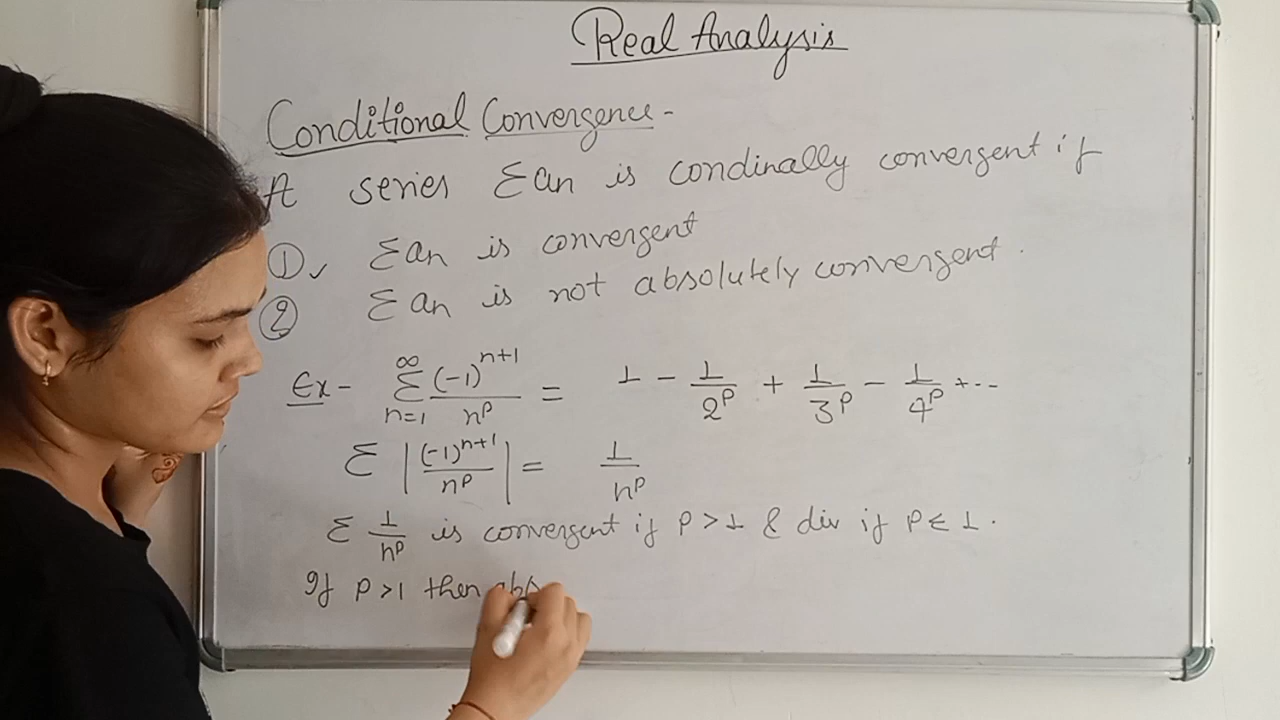 Real Analysis
Conditional Convergence -
A series Σan is condinally convergent if
① Σan is convergent
② Σan is not absolutely convergent.
Ex - ∞Σn=1 (-1)^n+1 / n^p = 1 - 1/2^p + 1/3^p - 1/4^p + ...
Σ |(-1)^n+1 / n^p| = 1/n^p
Σ 1/n^p is convergent if P>1 & div if P ≤ 1.
If P>1 then abs